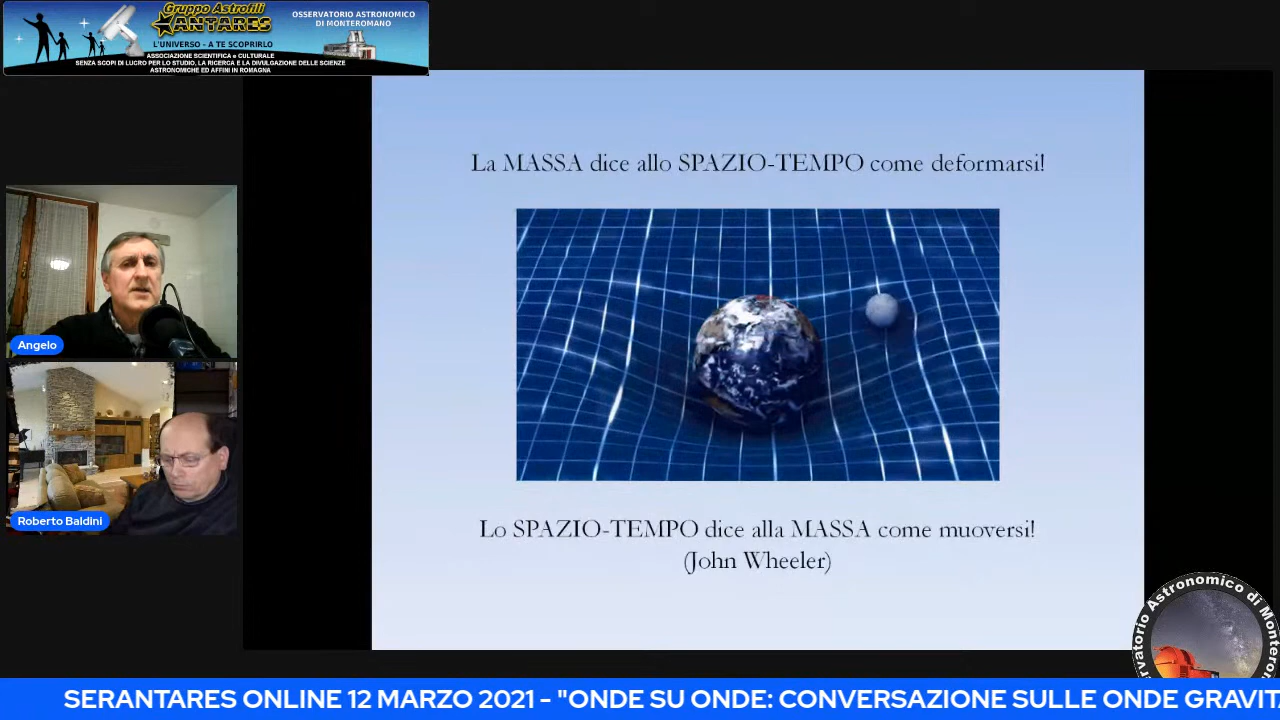 Gruppo Astrofili
ANTARES
L'UNIVERSO - A TE SCOPRIRLO
OSSERVATORIO ASTRONOMICO
DI MONTEROMANO
ASSOCIAZIONE SCIENTIFICA e CULTURALE
SENZA SCOPI DI LUCRO PER LO STUDIO, LA RICERCA E LA DIVULGAZIONE DELLE SCIENZE
ASTRONOMICHE ED AFFINI IN ROMAGNA
La MASSA dice allo SPAZIO-TEMPO come deformarsi!
Angelo
Roberto Baldini
Lo SPAZIO-TEMPO dice alla MASSA come muoversi!
(John Wheeler)
rvatorio Astronomico di Montero
SERANTARES ONLINE 12 MARZO 2021 - "ONDE SU ONDE: CONVERSAZIONE SULLE ONDE GRAVITA